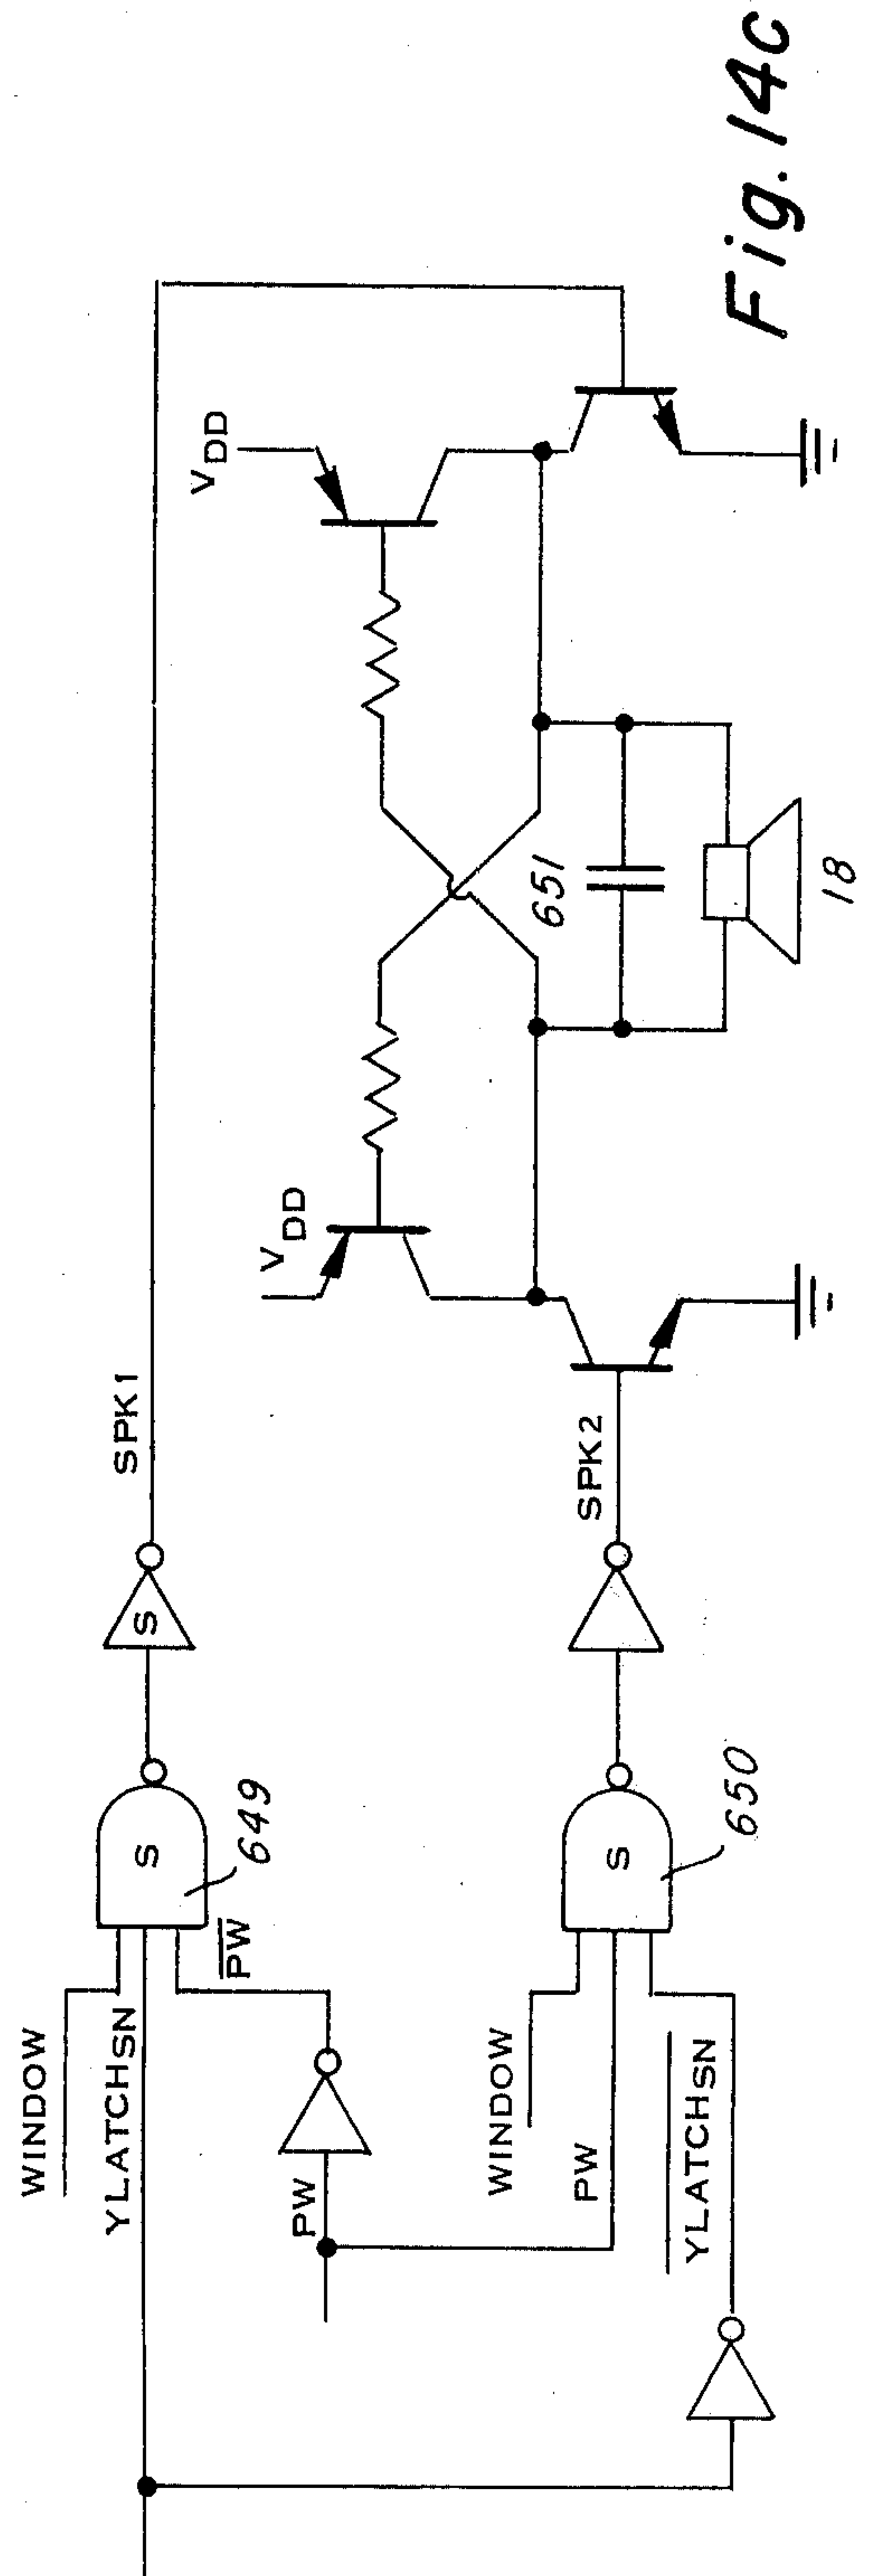 WINDOW
YLATCHSN
PW
PW
S
649
S
SPK1
WINDOW
PW
YLATCHSN
S
650
SPK2
VDD
VDD
651
18
Fig. 14c